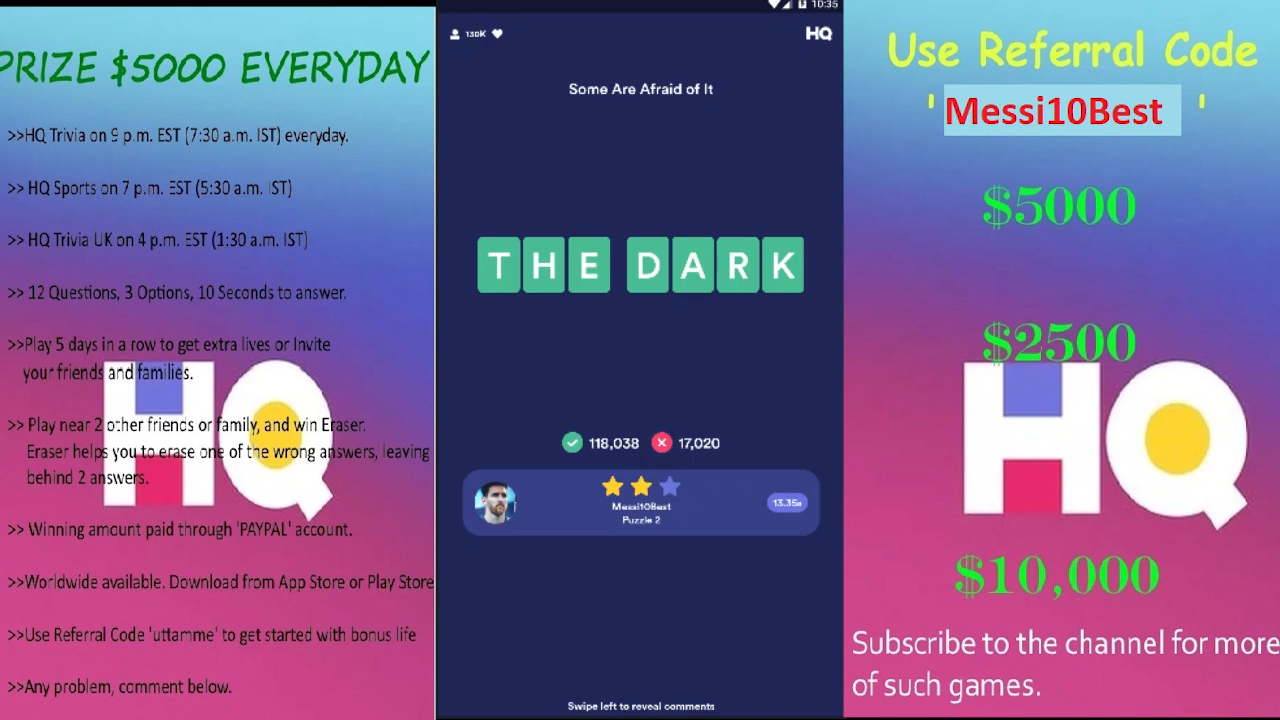 PRIZE $5000 EVERYDAY
>>HQ Trivia on 9 p.m. EST (7:30 a.m. IST) everyday.
>> HQ Sports on 7 p.m. EST (5:30 a.m. IST)
>> HQ Trivia UK on 4 p.m. EST (1:30 a.m. IST)
>> 12 Questions, 3 Options, 10 Seconds to answer.
>>Play 5 days in a row to get extra lives or Invite
your friends and families.
>> Play near 2 other friends or family, and win Eraser.
Eraser helps you to erase one of the wrong answers, leaving
behind 2 answers.
>> Winning amount paid through 'PAYPAL' account.
>>Worldwide available. Download from App Store or Play Store
>>Use Referral Code 'uttamme' to get started with bonus life
>>Any problem, comment below.
HQ
10:35
130K
HQ
Some Are Afraid of It
THE DARK
118,038 17,020
Messi10Best
Puzzle 2
13.35s
Swipe left to reveal comments
Use Referral Code
' Messi10Best '
$5000
$2500
HQ
$10,000
Subscribe to the channel for more
of such games.